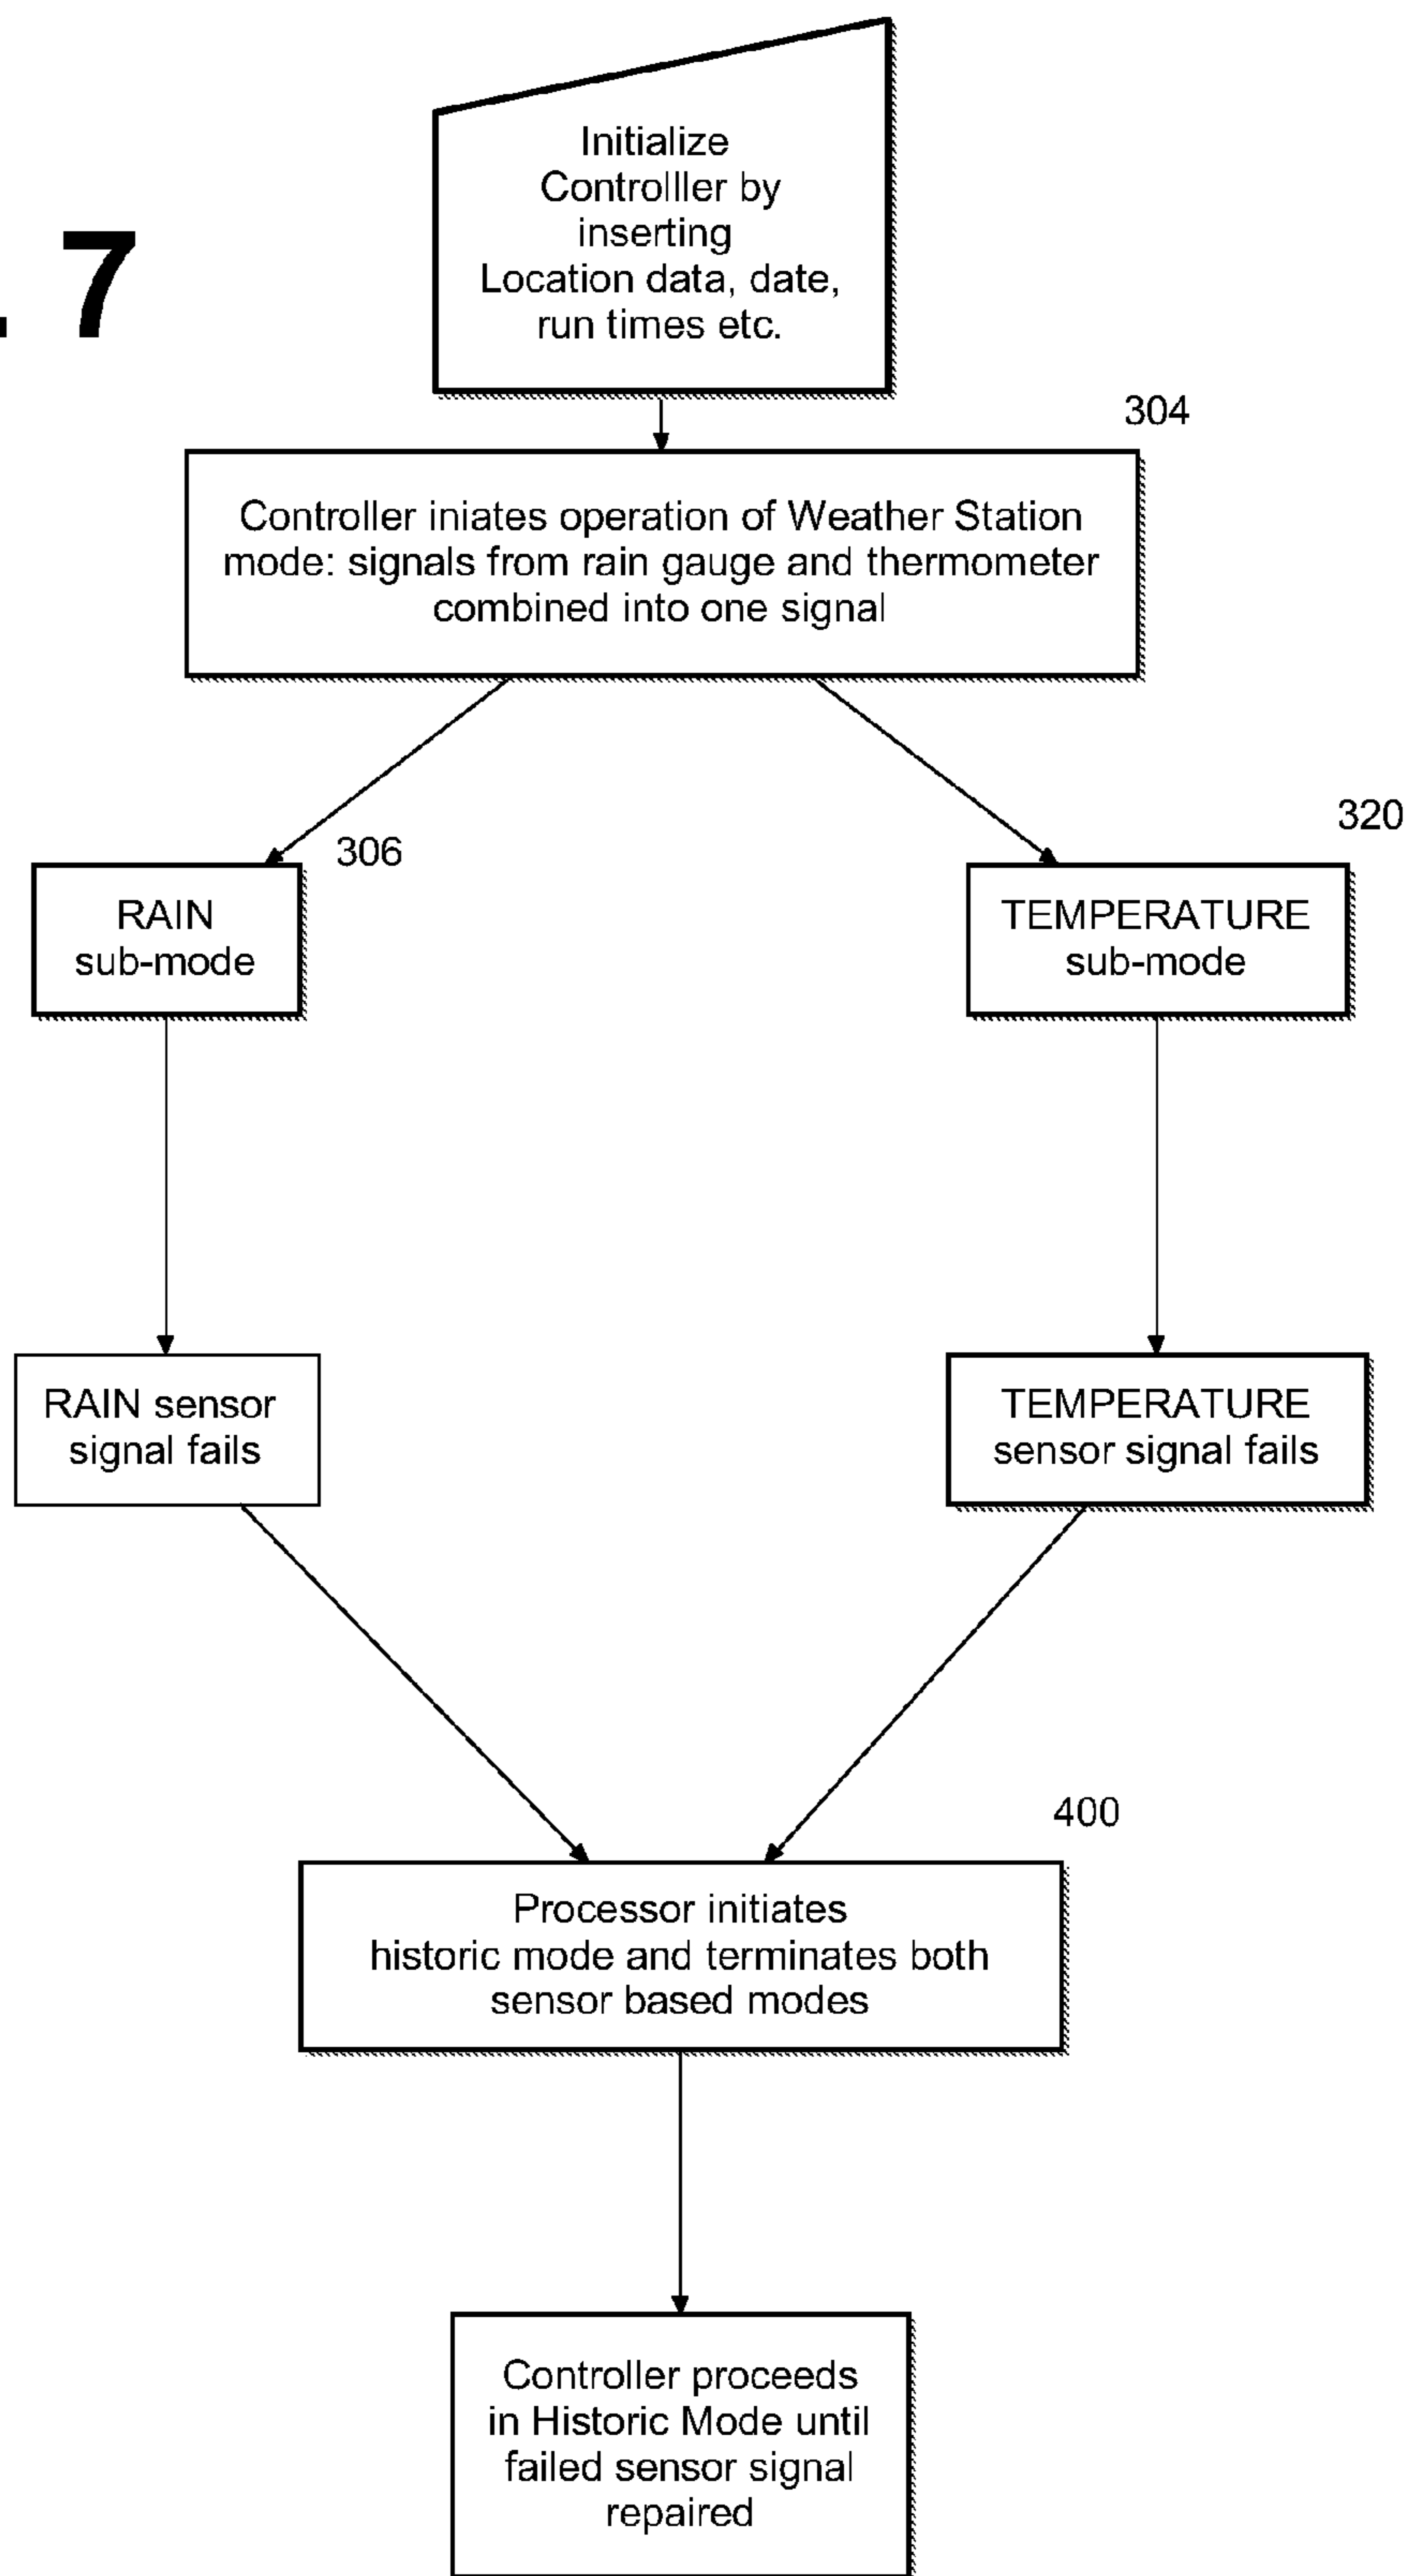 . 7
Initialize
Controlller by
inserting
Location data, date,
run times etc.
304
Controller iniates operation of Weather Station
mode: signals from rain gauge and thermometer
combined into one signal
306
320
RAIN
sub-mode
TEMPERATURE
sub-mode
RAIN sensor
signal fails
TEMPERATURE
sensor signal fails
400
Processor initiates
historic mode and terminates both
sensor based modes
Controller proceeds
in Historic Mode until
failed sensor signal
repaired